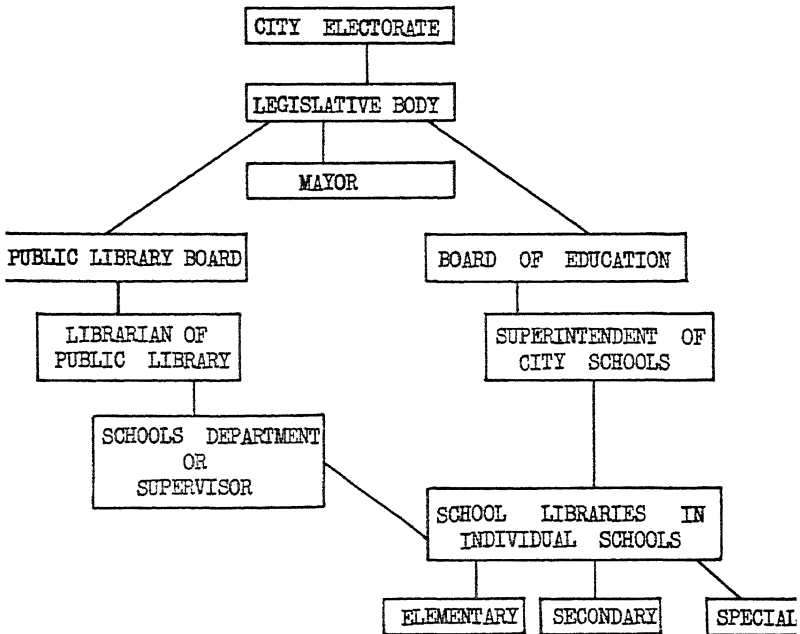 CITY ELECTORATE
LEGISLATIVE BODY
MAYOR
PUBLIC LIBRARY BOARD
BOARD OF EDUCATION
LIBRARIAN OF
PUBLIC LIBRARY
SUPERINTENDENT OF
CITY SCHOOLS
SCHOOLS DEPARTMENT
OR
SUPERVISOR
SCHOOL LIBRARIES IN
INDIVIDUAL SCHOOLS
ELEMENTARY
SECONDARY
SPECIAL